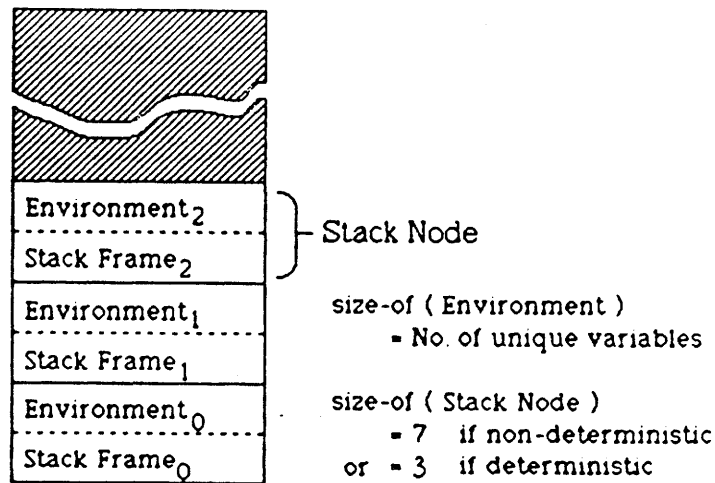 Environment₂
Stack Frame₂
Stack Node
Environment₁
Stack Frame₁
Environment₀
Stack Frame₀
size-of ( Environment )
= No. of unique variables
size-of ( Stack Node )
= 7 if non-deterministic
or = 3 if deterministic